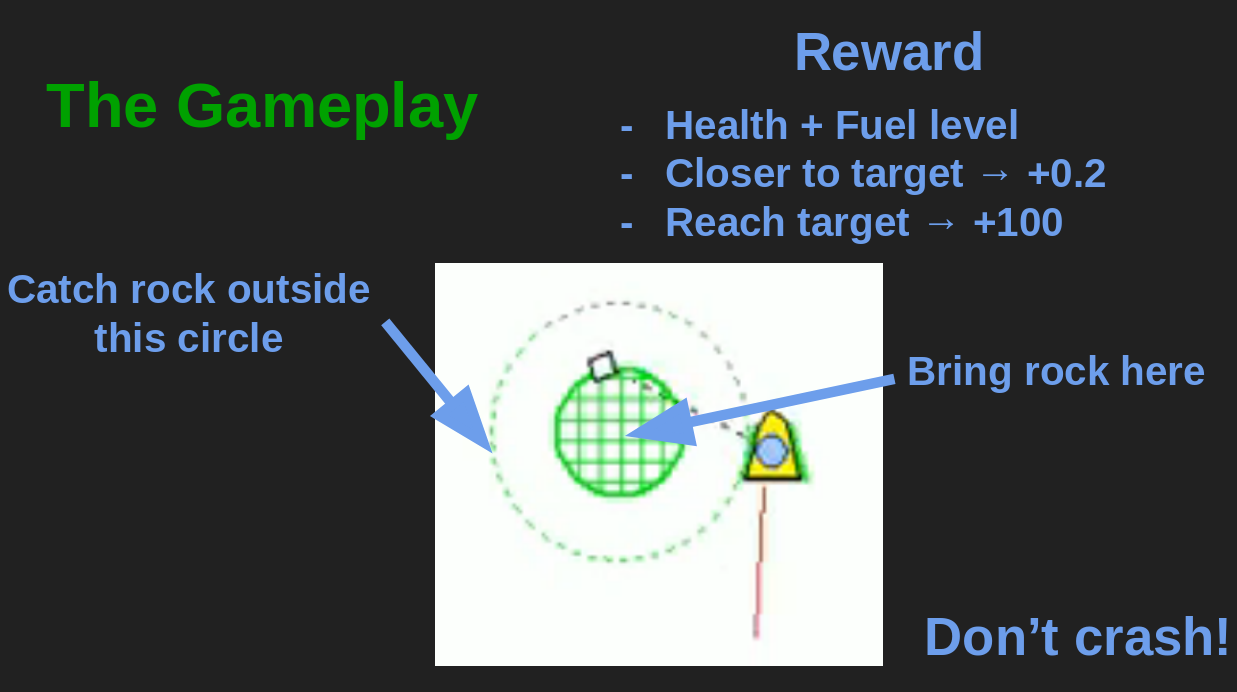 The Gameplay
Reward
- Health + Fuel level
- Closer to target → +0.2
- Reach target → +100
Catch rock outside
this circle
Bring rock here
Don’t crash!